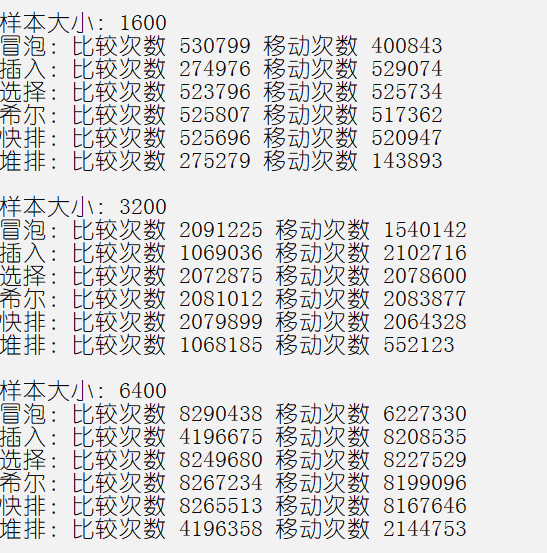 样本大小: 1600
冒泡: 比较次数 530799 移动次数 400843
插入: 比较次数 274976 移动次数 529074
选择: 比较次数 523796 移动次数 525734
希尔: 比较次数 525807 移动次数 517362
快排: 比较次数 525696 移动次数 520947
堆排: 比较次数 275279 移动次数 143893
样本大小: 3200
冒泡: 比较次数 2091225 移动次数 1540142
插入: 比较次数 1069036 移动次数 2102716
选择: 比较次数 2072875 移动次数 2078600
希尔: 比较次数 2081012 移动次数 2083877
快排: 比较次数 2079899 移动次数 2064328
堆排: 比较次数 1068185 移动次数 552123
样本大小: 6400
冒泡: 比较次数 8290438 移动次数 6227330
插入: 比较次数 4196675 移动次数 8208535
选择: 比较次数 8249680 移动次数 8227529
希尔: 比较次数 8267234 移动次数 8199096
快排: 比较次数 8265513 移动次数 8167646
堆排: 比较次数 4196358 移动次数 2144753